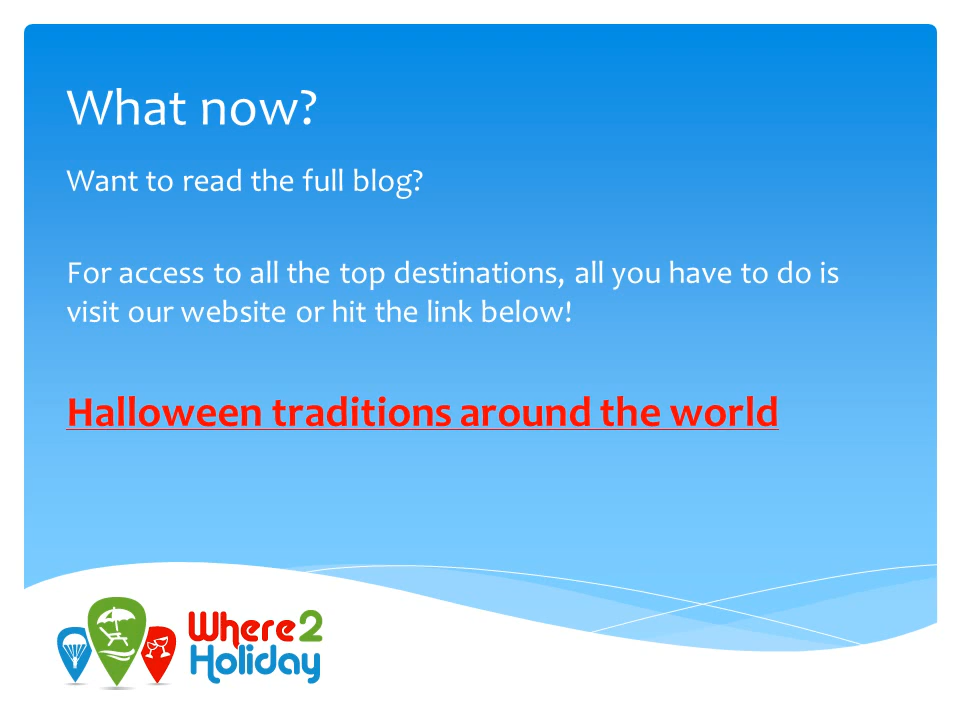 What now?
Want to read the full blog?
For access to all the top destinations, all you have to do is
visit our website or hit the link below!
Halloween traditions around the world
Where2
Holiday